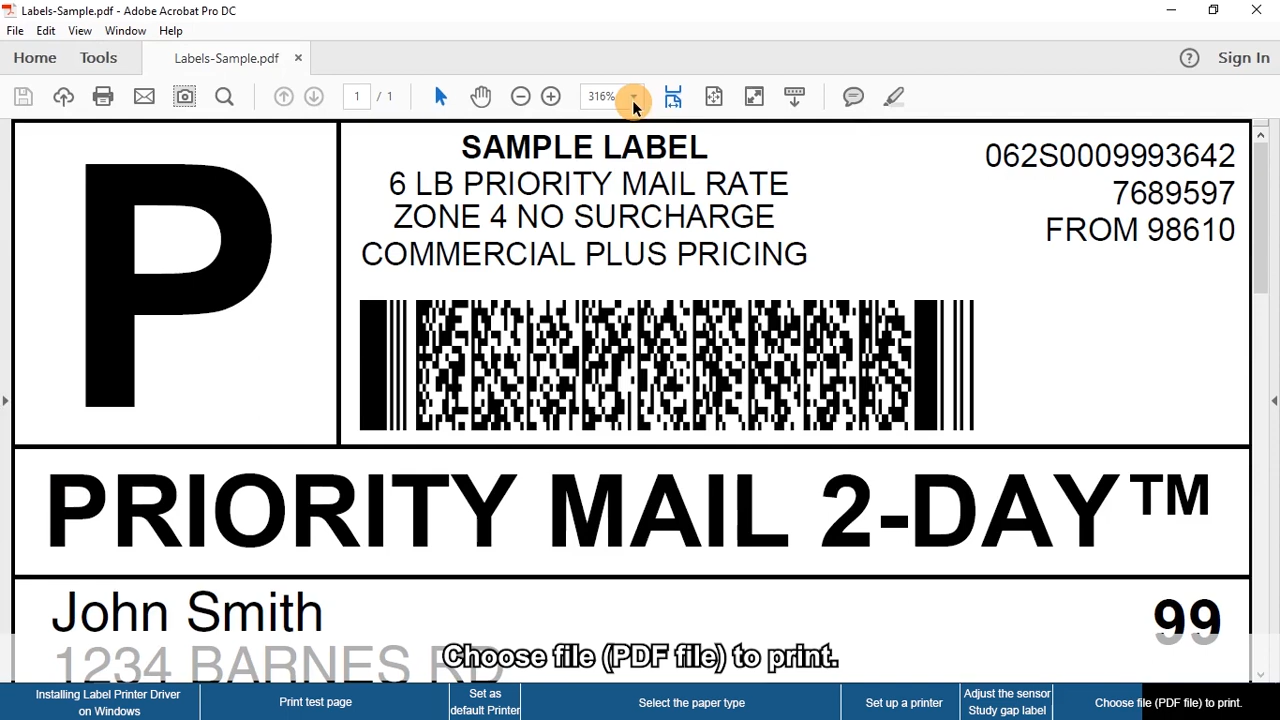 Labels-Sample.pdf - Adobe Acrobat Pro DC
File Edit View Window Help
Home Tools Labels-Sample.pdf × ? Sign In
1 / 1 316%
SAMPLE LABEL
6 LB PRIORITY MAIL RATE
ZONE 4 NO SURCHARGE
COMMERCIAL PLUS PRICING
062S0009993642
7689597
FROM 98610
P
PRIORITY MAIL 2-DAY™
John Smith
99
1234 BARNES RD
Choose file (PDF file) to print.
Installing Label Printer Driver
on Windows
Print test page
Set as
default Printer
Select the paper type
Set up a printer
Adjust the sensor
Study gap label
Choose file (PDF file) to print.